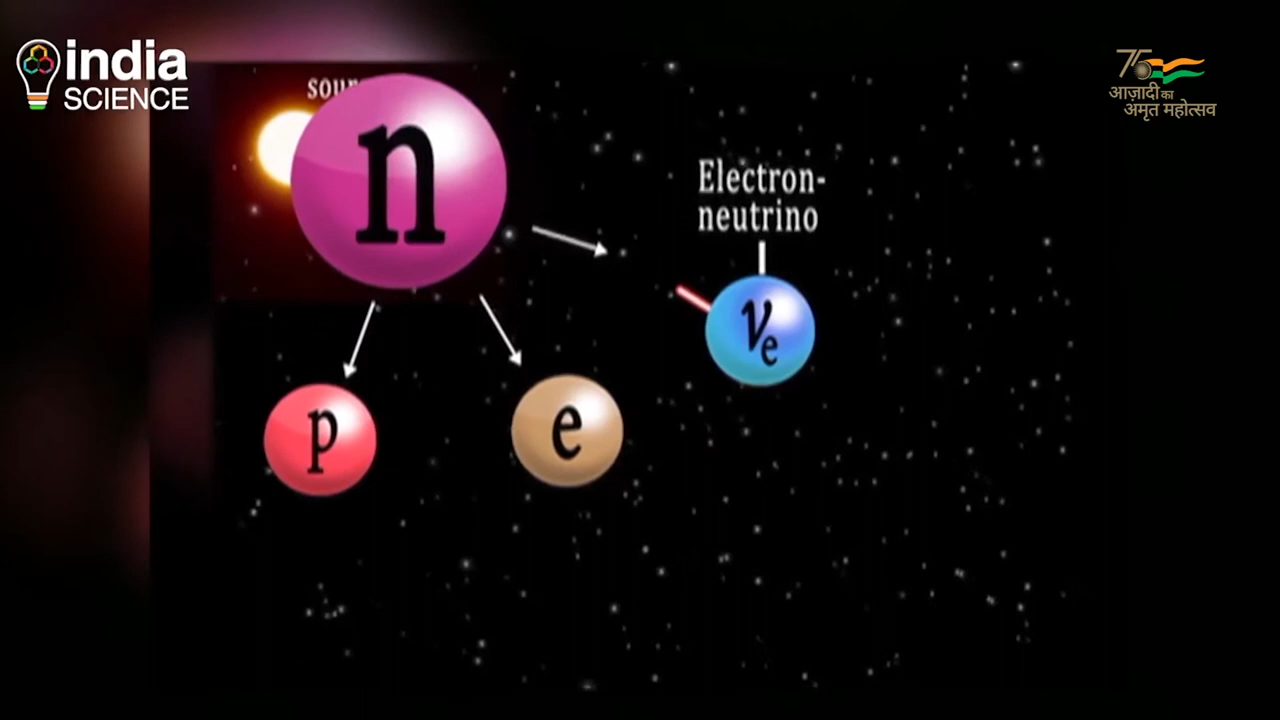 india
SCIENCE
75
आज़ादी का
अमृत महोत्सव
n
Electron-
neutrino
νe
p
e